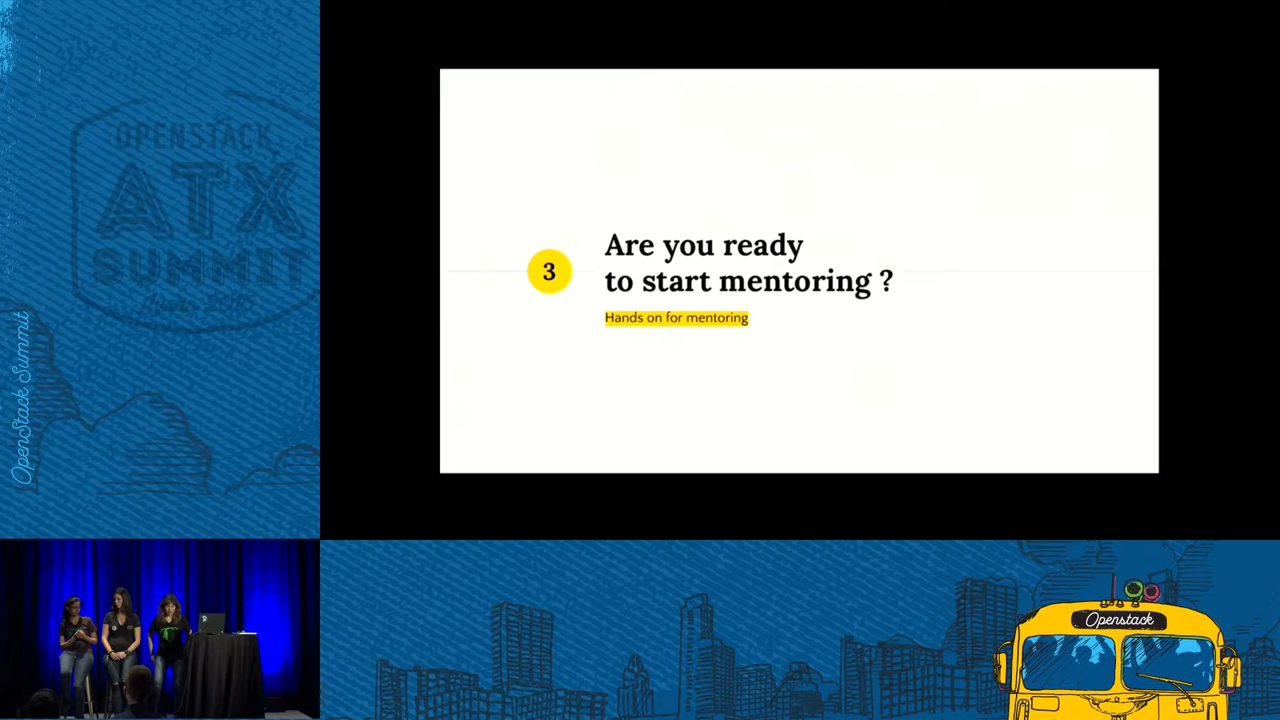 OPENSTACK
ATX
SUMMIT
OpenStack Summit
3
Are you ready
to start mentoring ?
Hands on for mentoring
Openstack